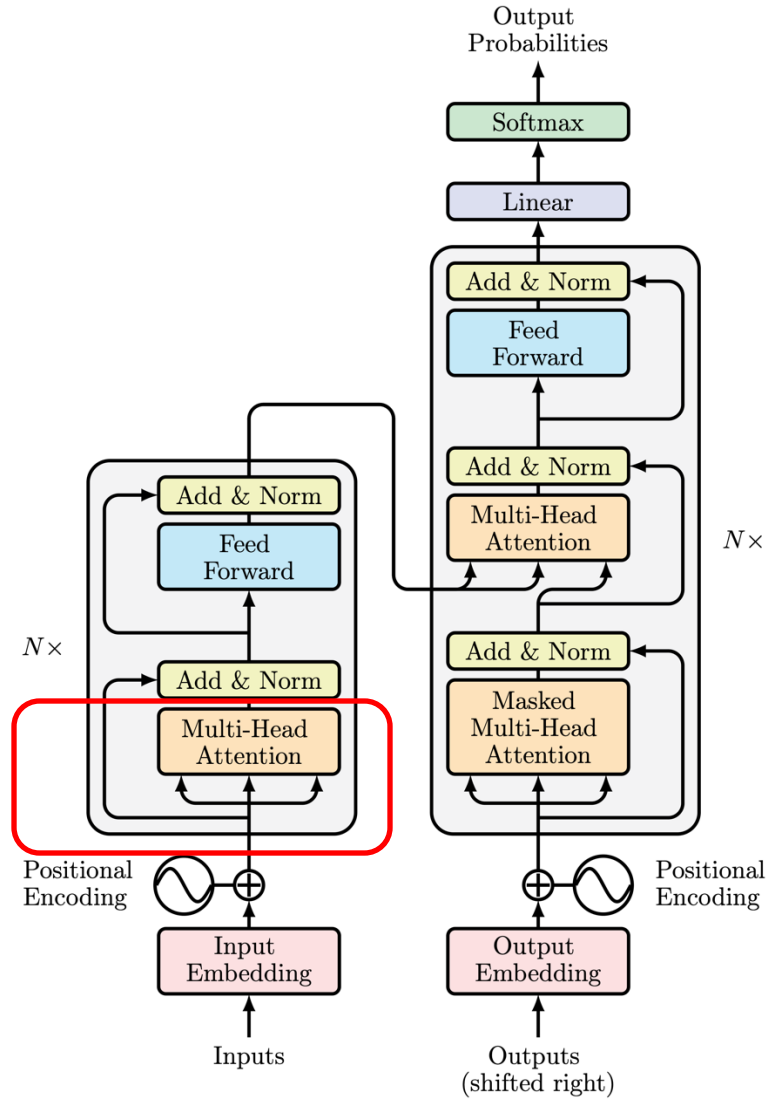 Output
Probabilities
Softmax
Linear
Add & Norm
Feed
Forward
Add & Norm
Multi-Head
Attention
N×
Add & Norm
Masked
Multi-Head
Attention
Add & Norm
Feed
Forward
N×
Add & Norm
Multi-Head
Attention
Positional
Encoding
Positional
Encoding
Input
Embedding
Output
Embedding
Inputs
Outputs
(shifted right)